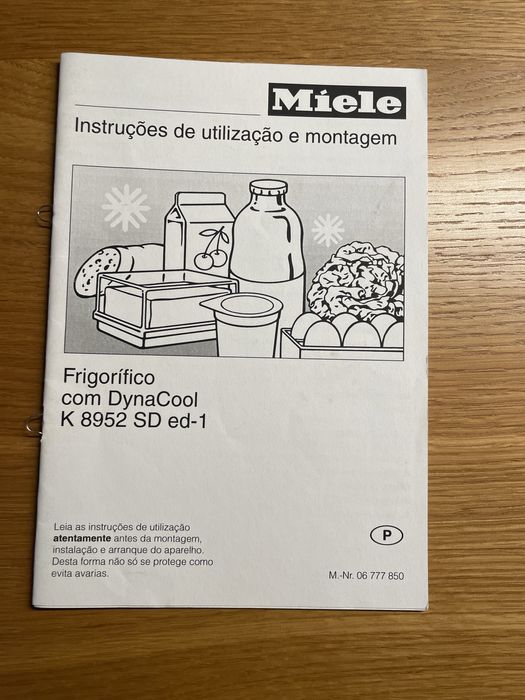 Miele
Instruções de utilização e montagem
Frigorífico
com DynaCool
K 8952 SD ed-1
Leia as instruções de utilização
atentamente antes da montagem,
instalação e arranque do aparelho.
Desta forma não só se protege como
evita avarias.
P
M.-Nr. 06 777 850